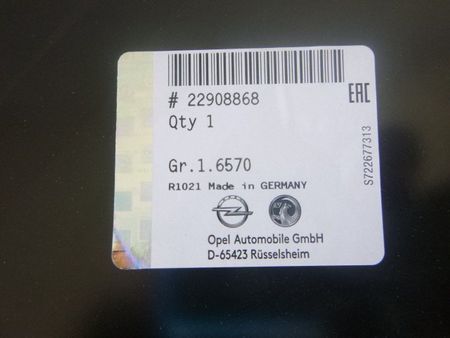 # 22908868
EAC
Qty 1
Gr.1.6570
R1021 Made in GERMANY
Opel Automobile GmbH
D-65423 Rüsselsheim
S722677313